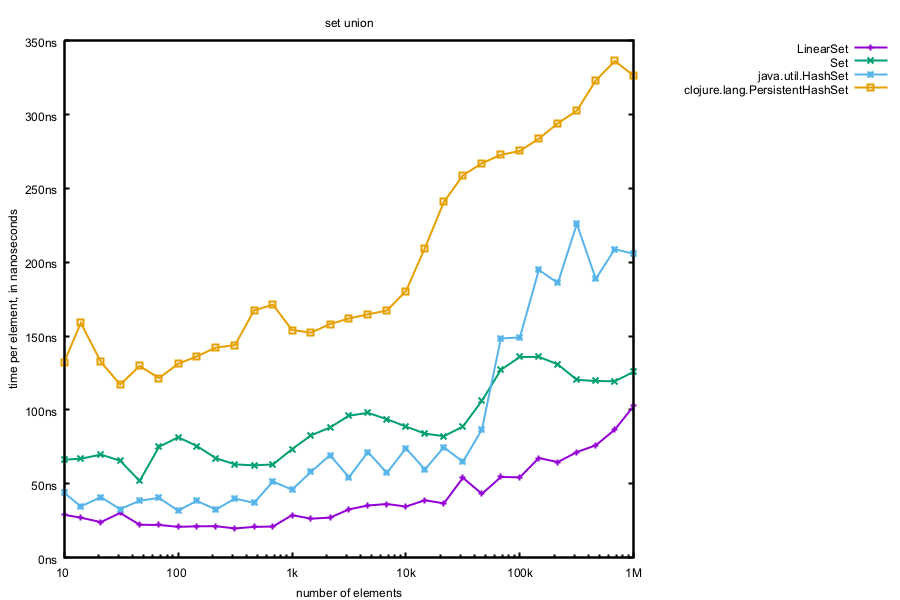 set union
350ns
300ns
250ns
200ns
150ns
100ns
50ns
0ns
time per element, in nanoseconds
10
100
1k
10k
100k
1M
number of elements
LinearSet
Set
java.util.HashSet
clojure.lang.PersistentHashSet